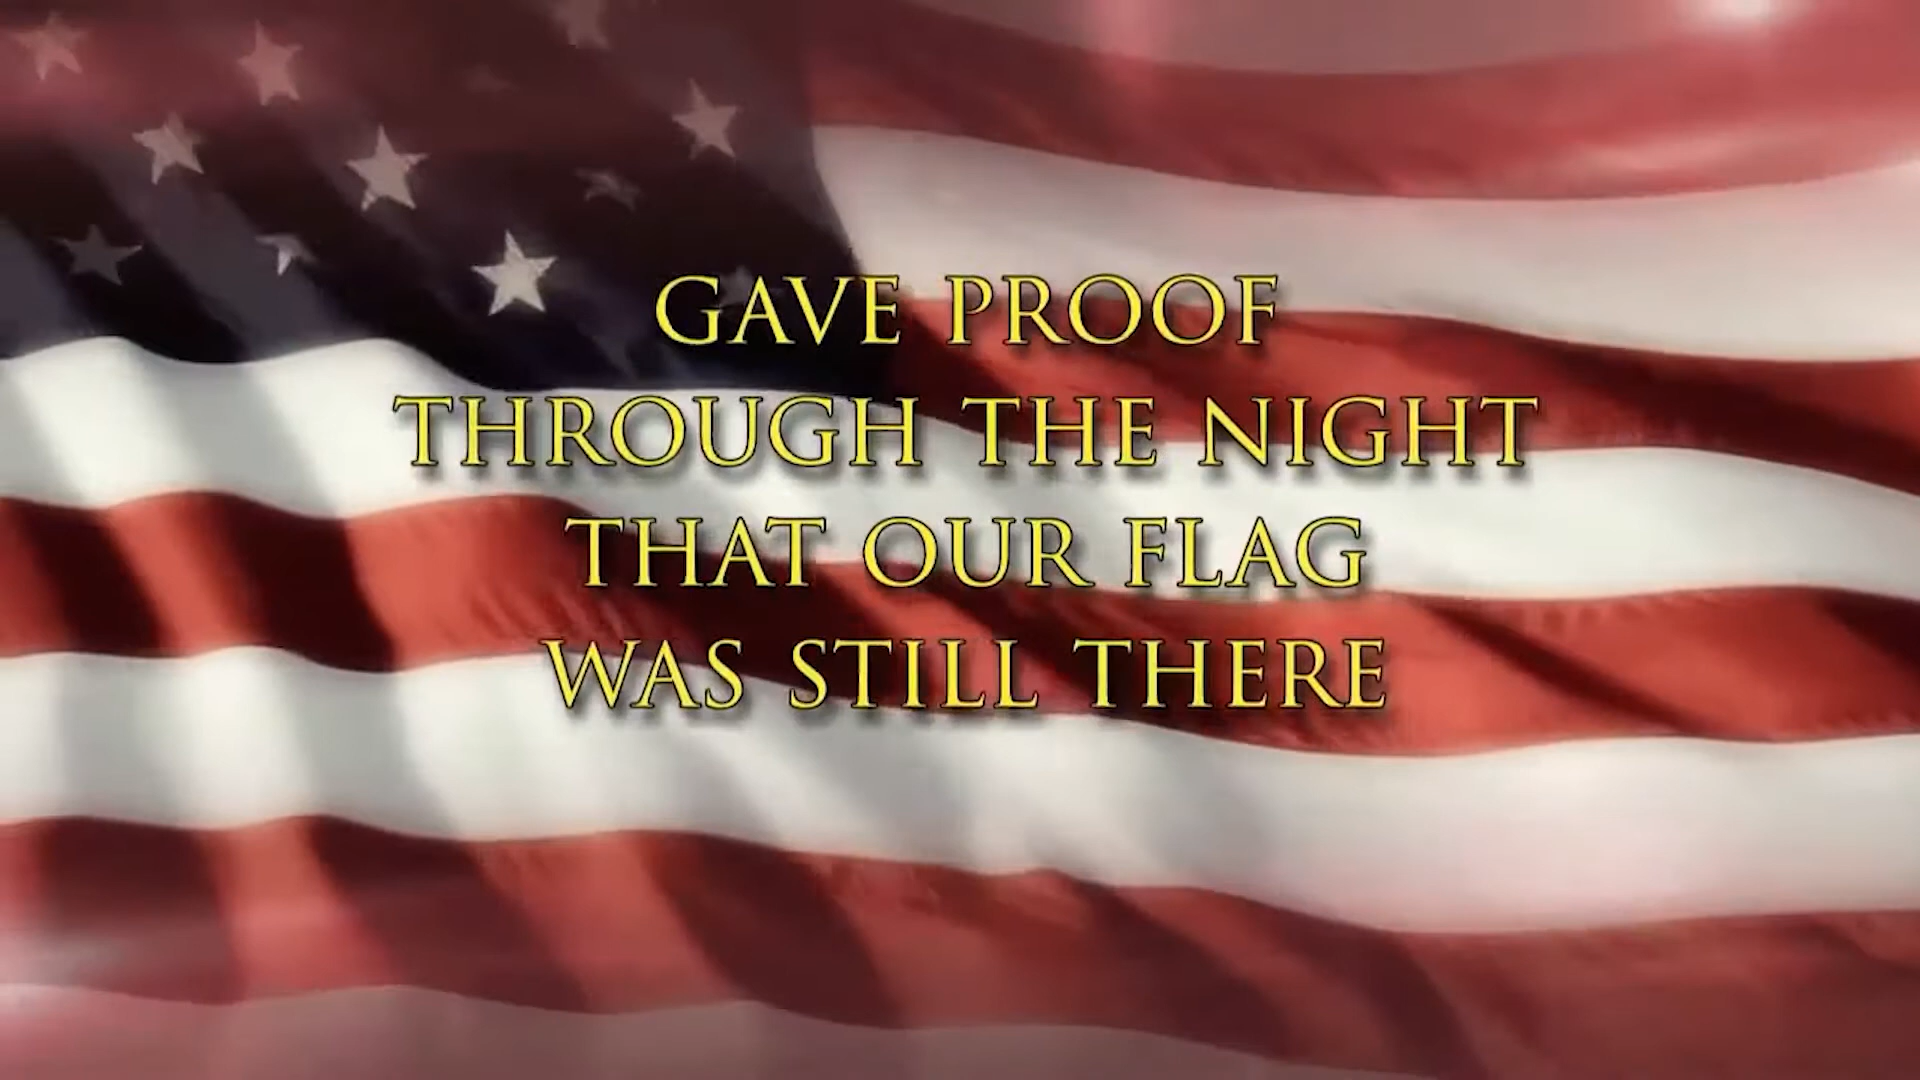 GAVE PROOF
THROUGH THE NIGHT
THAT OUR FLAG
WAS STILL THERE